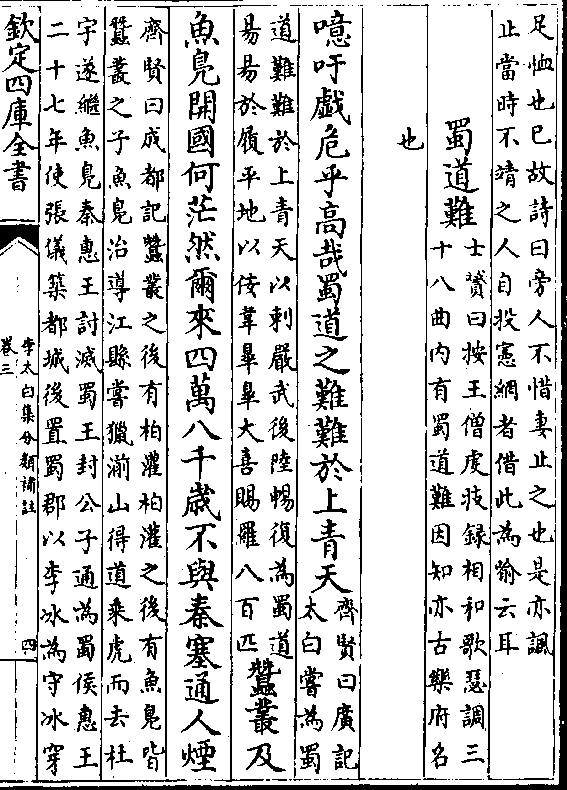 足恤也已故詩曰旁人不惜妻止之也是亦諷
止當時不靖之人自投憲網者借此為喻云耳
蜀道難
士贇曰按王僧虔技録相和歌瑟調三
十八曲内有蜀道難因知亦古樂府名
也
噫吁戲危乎高哉蜀道之難難於上青天
齊賢曰廣記
太白嘗為蜀
道難難於上青天以刺嚴武後陸暢復為蜀道
易易於履平地以佞韋臯臯大喜賜羅八百匹
蠶叢及
魚鳬開國何茫然爾來四萬八千歲不與秦塞通人煙
齊賢曰成都記蠶叢之後有柏灌柏灌之後有魚鳬皆
蠶叢之子魚鳬治導江縣嘗獵湔山得道乘虎而去杜
宇遂繼魚鳬秦惠王討滅蜀王封公子通為蜀侯惠王
二十七年使張儀築都城後置蜀郡以李冰為守冰穿
欽定四庫全書
李太白集分類補註
卷三
四